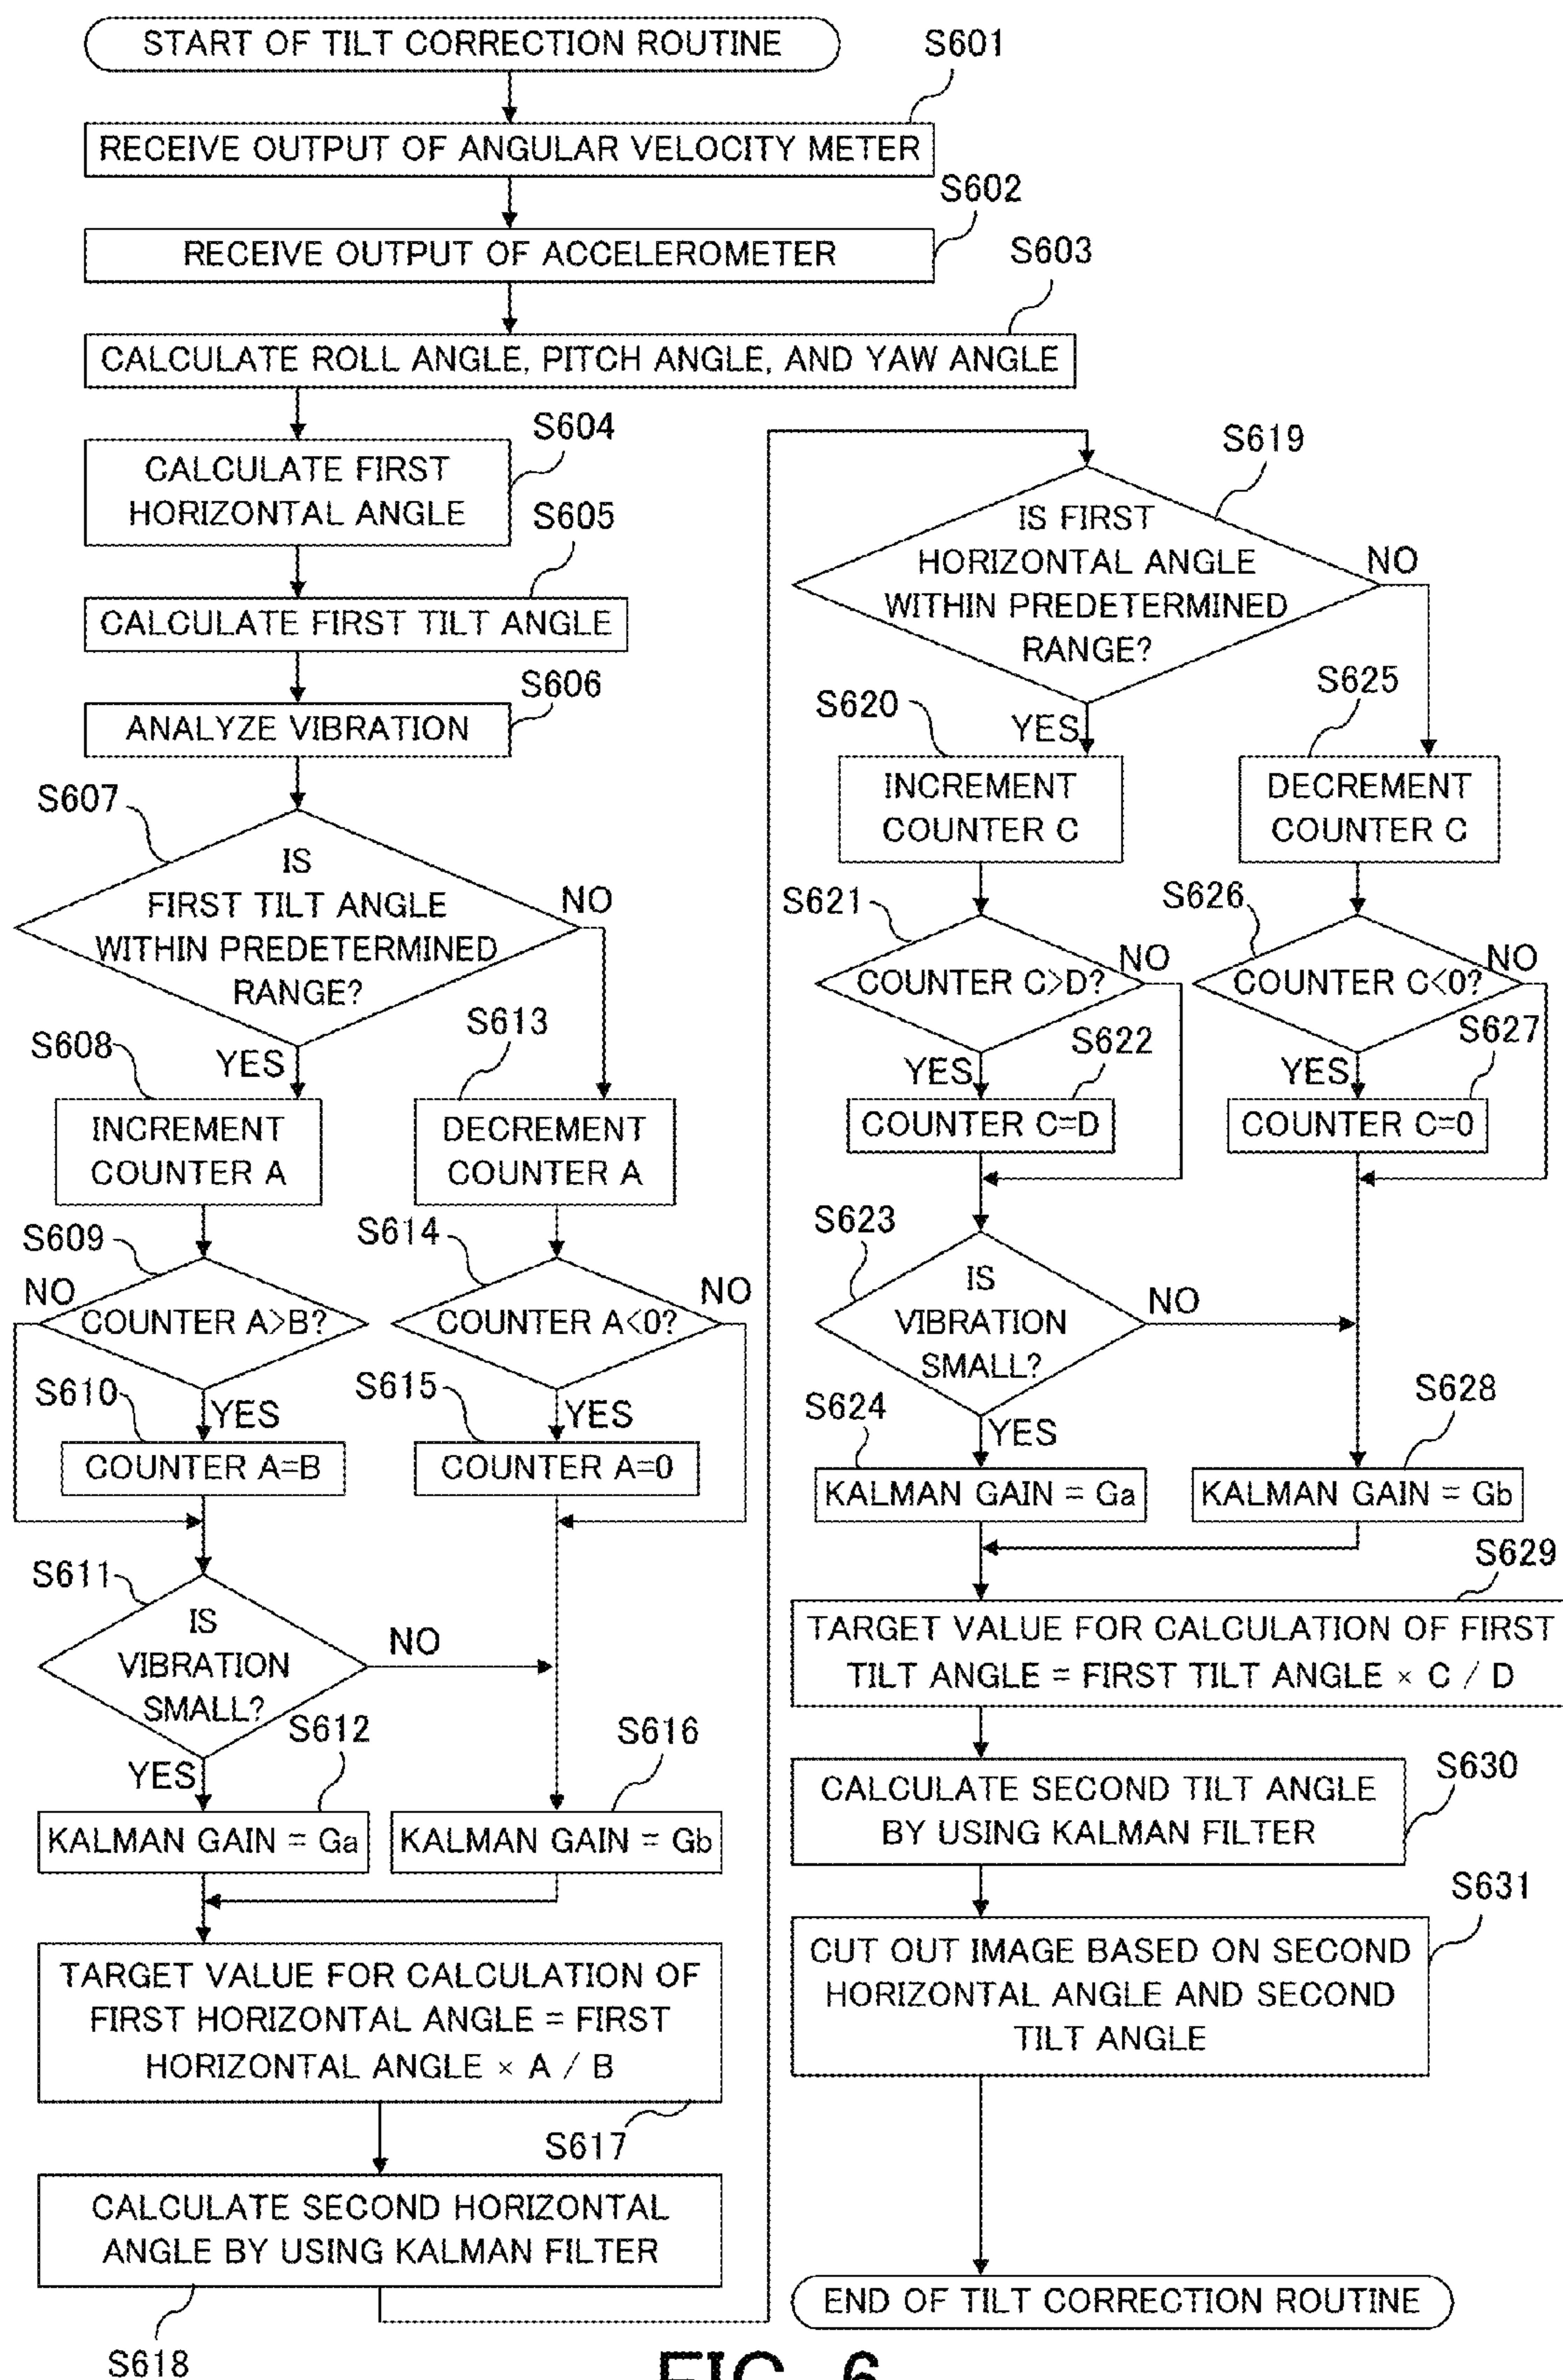 START OF TILT CORRECTION ROUTINE
S601
RECEIVE OUTPUT OF ANGULAR VELOCITY METER
S602
RECEIVE OUTPUT OF ACCELEROMETER
S603
CALCULATE ROLL ANGLE, PITCH ANGLE, AND YAW ANGLE
S604
CALCULATE FIRST
HORIZONTAL ANGLE
S605
CALCULATE FIRST TILT ANGLE
S606
ANALYZE VIBRATION
S607
IS
FIRST TILT ANGLE
WITHIN PREDETERMINED
RANGE?
NO
YES
S608
INCREMENT
COUNTER A
S613
DECREMENT
COUNTER A
S609
NO
COUNTER A>B?
YES
S614
COUNTER A<0?
NO
YES
S610
COUNTER A=B
S615
COUNTER A=0
S611
IS
VIBRATION
SMALL?
NO
YES
S612
KALMAN GAIN = Ga
S616
KALMAN GAIN = Gb
TARGET VALUE FOR CALCULATION OF
FIRST HORIZONTAL ANGLE = FIRST
HORIZONTAL ANGLE × A / B
S617
CALCULATE SECOND HORIZONTAL
ANGLE BY USING KALMAN FILTER
S618
S619
IS FIRST
HORIZONTAL ANGLE
WITHIN PREDETERMINED
RANGE?
NO
YES
S620
INCREMENT
COUNTER C
S625
DECREMENT
COUNTER C
S621
COUNTER C>D?
NO
YES
S626
COUNTER C<0?
NO
YES
S622
COUNTER C=D
S627
COUNTER C=0
S623
IS
VIBRATION
SMALL?
NO
YES
S624
KALMAN GAIN = Ga
S628
KALMAN GAIN = Gb
S629
TARGET VALUE FOR CALCULATION OF FIRST
TILT ANGLE = FIRST TILT ANGLE × C / D
S630
CALCULATE SECOND TILT ANGLE
BY USING KALMAN FILTER
S631
CUT OUT IMAGE BASED ON SECOND
HORIZONTAL ANGLE AND SECOND
TILT ANGLE
END OF TILT CORRECTION ROUTINE
FIG. 6